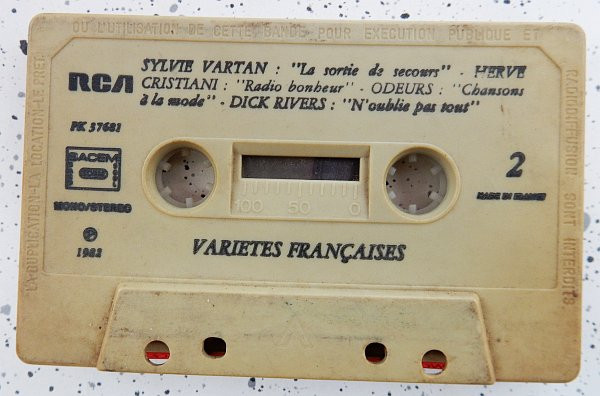 OU L'UTILISATION DE CETTE BANDE POUR EXECUTION PUBLIQUE ET
RADIODIFFUSION SONT INTERDITS
LA DUPLICATION-LA LOCATION-LE PRET
RCA
SYLVIE VARTAN : "La sortie de secours" - HERVE
CRISTIANI : "Radio bonheur" - ODEURS : "Chansons
à la mode" - DICK RIVERS : "N'oublie pas tout"
PK 37681
SACEM
MONO/STEREO
℗
1982
100 50 0
2
MADE IN FRANCE
VARIETES FRANÇAISES